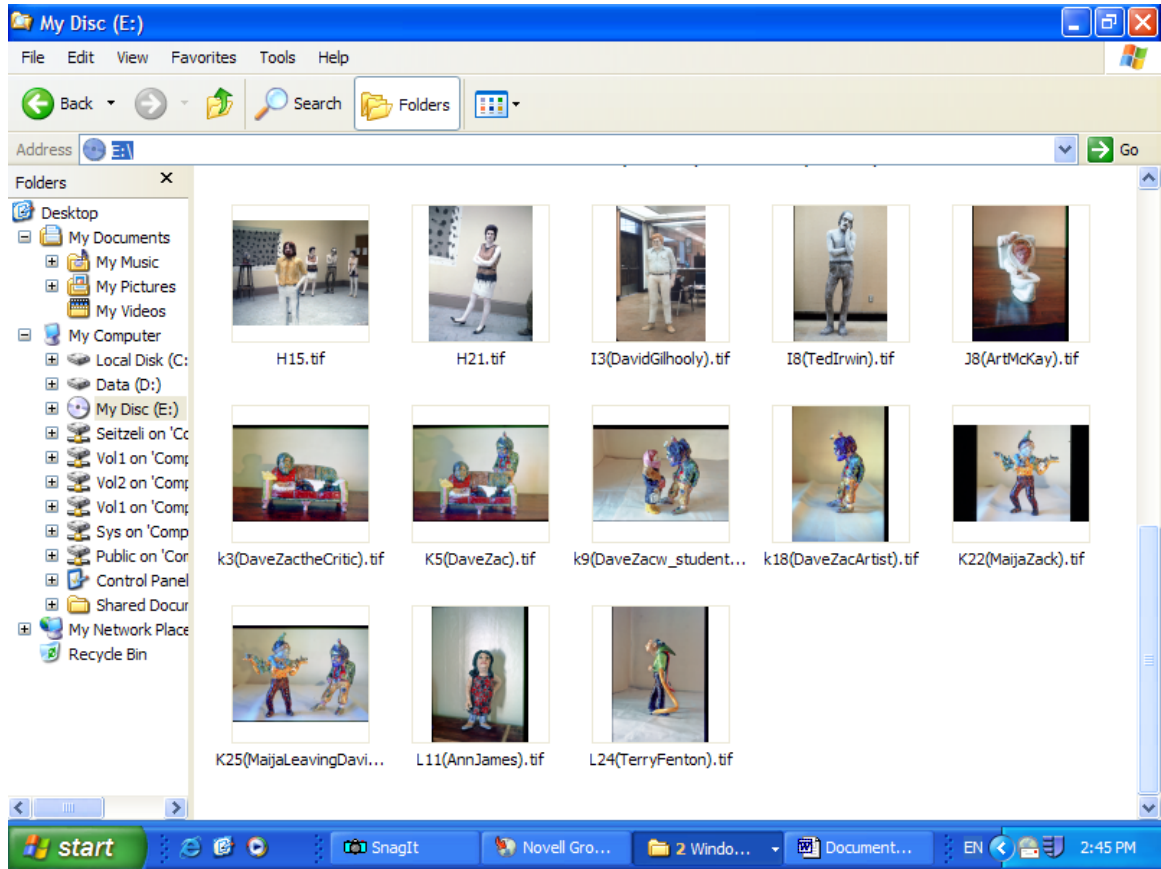 My Disc (E:)
File Edit View Favorites Tools Help
Back Search Folders
Address E:\ Go
Folders X
Desktop
My Documents
My Music
My Pictures
My Videos
My Computer
Local Disk (C:
Data (D:)
My Disc (E:)
Seitzeli on 'Co
Vol1 on 'Comp
Vol2 on 'Comp
Vol1 on 'Comp
Sys on 'Comp
Public on 'Con
Control Panel
Shared Docur
My Network Place
Recycle Bin
H15.tif H21.tif I3(DavidGilhooly).tif I8(TedIrwin).tif J8(ArtMcKay).tif
k3(DaveZactheCritic).tif K5(DaveZac).tif k9(DaveZacw_student... k18(DaveZacArtist).tif K22(MaijaZack).tif
K25(MaijaLeavingDavi... L11(AnnJames).tif L24(TerryFenton).tif
start SnagIt Novell Gro... 2 Windo... Document... EN 2:45 PM